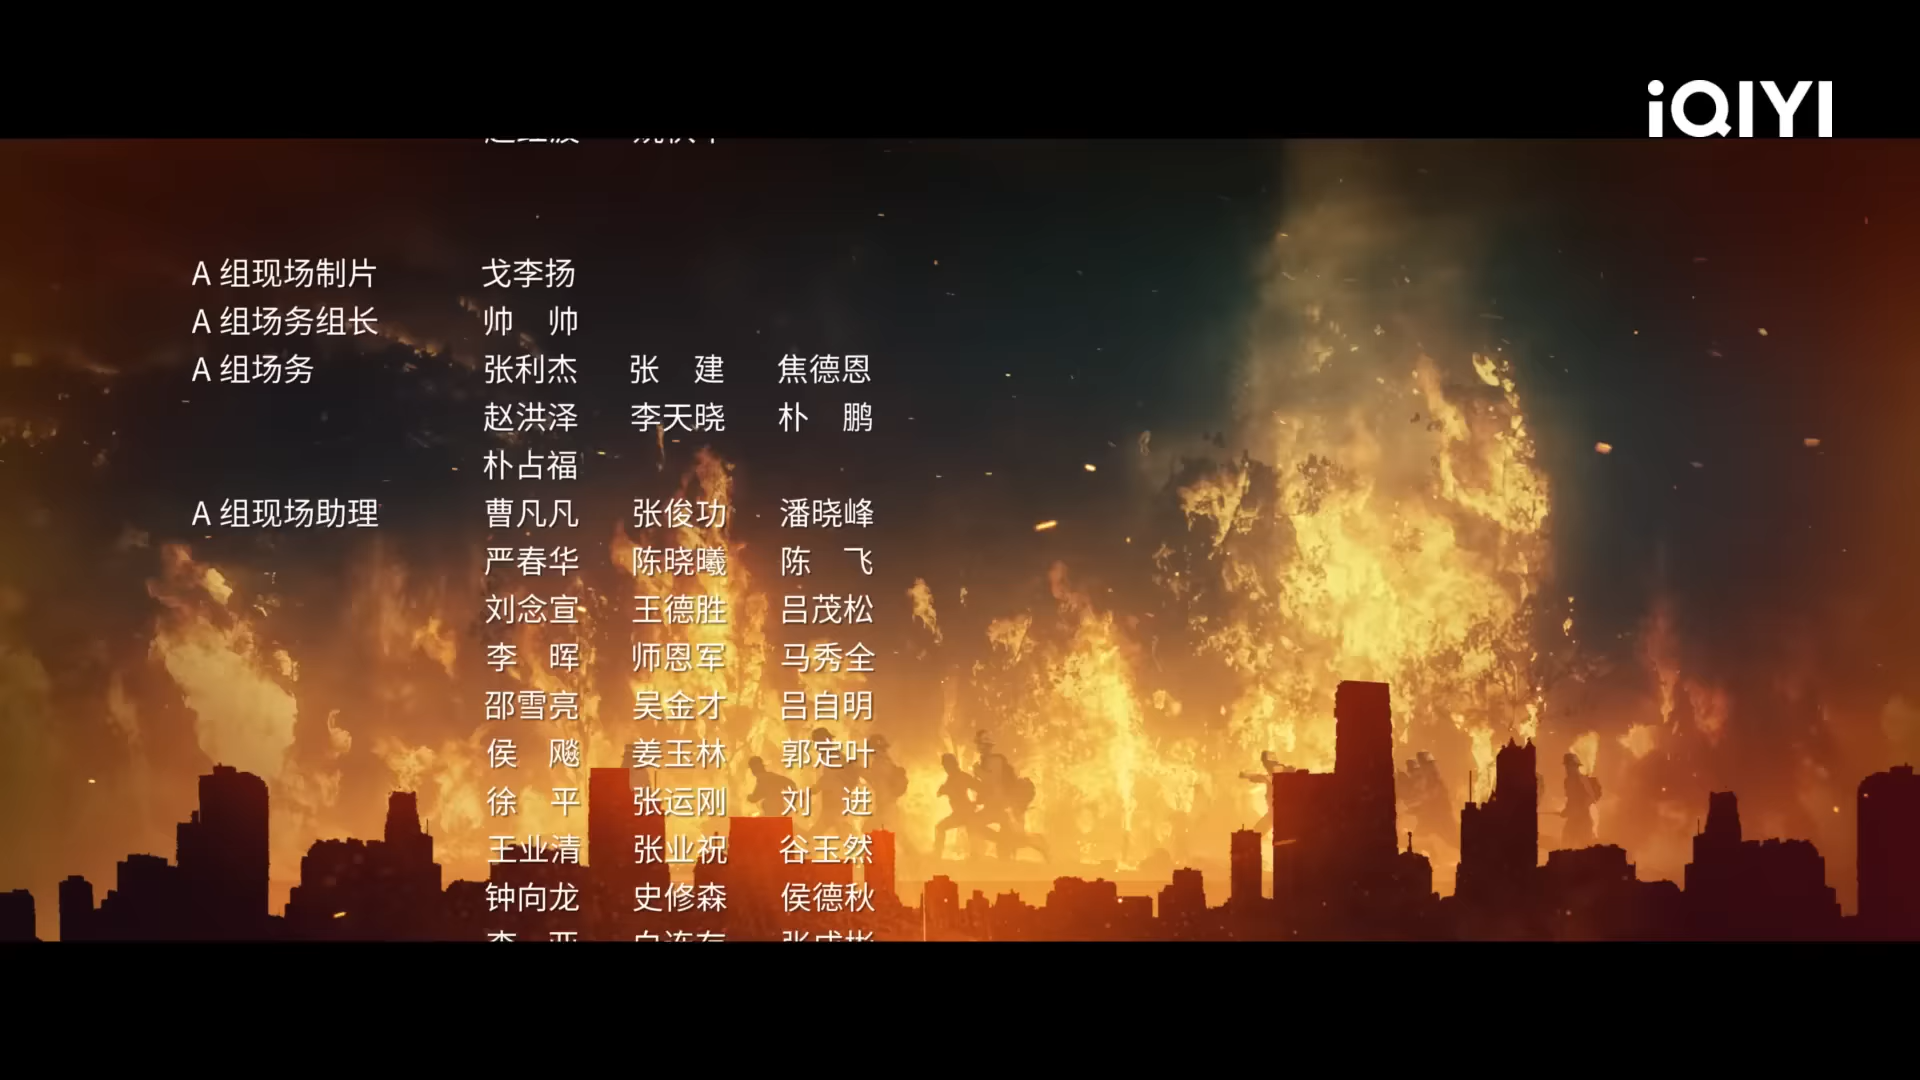 iQIYI
A 组现场制片 戈李扬
A 组场务组长 帅 帅
A 组场务 张利杰 张 建 焦德恩
赵洪泽 李天晓 朴 鹏
朴占福
A 组现场助理 曹凡凡 张俊功 潘晓峰
严春华 陈晓曦 陈 飞
刘念宣 王德胜 吕茂松
李 晖 师恩军 马秀全
邵雪亮 吴金才 吕自明
侯 飚 姜玉林 郭定叶
徐 平 张运刚 刘 进
王业清 张业祝 谷玉然
钟向龙 史修森 侯德秋